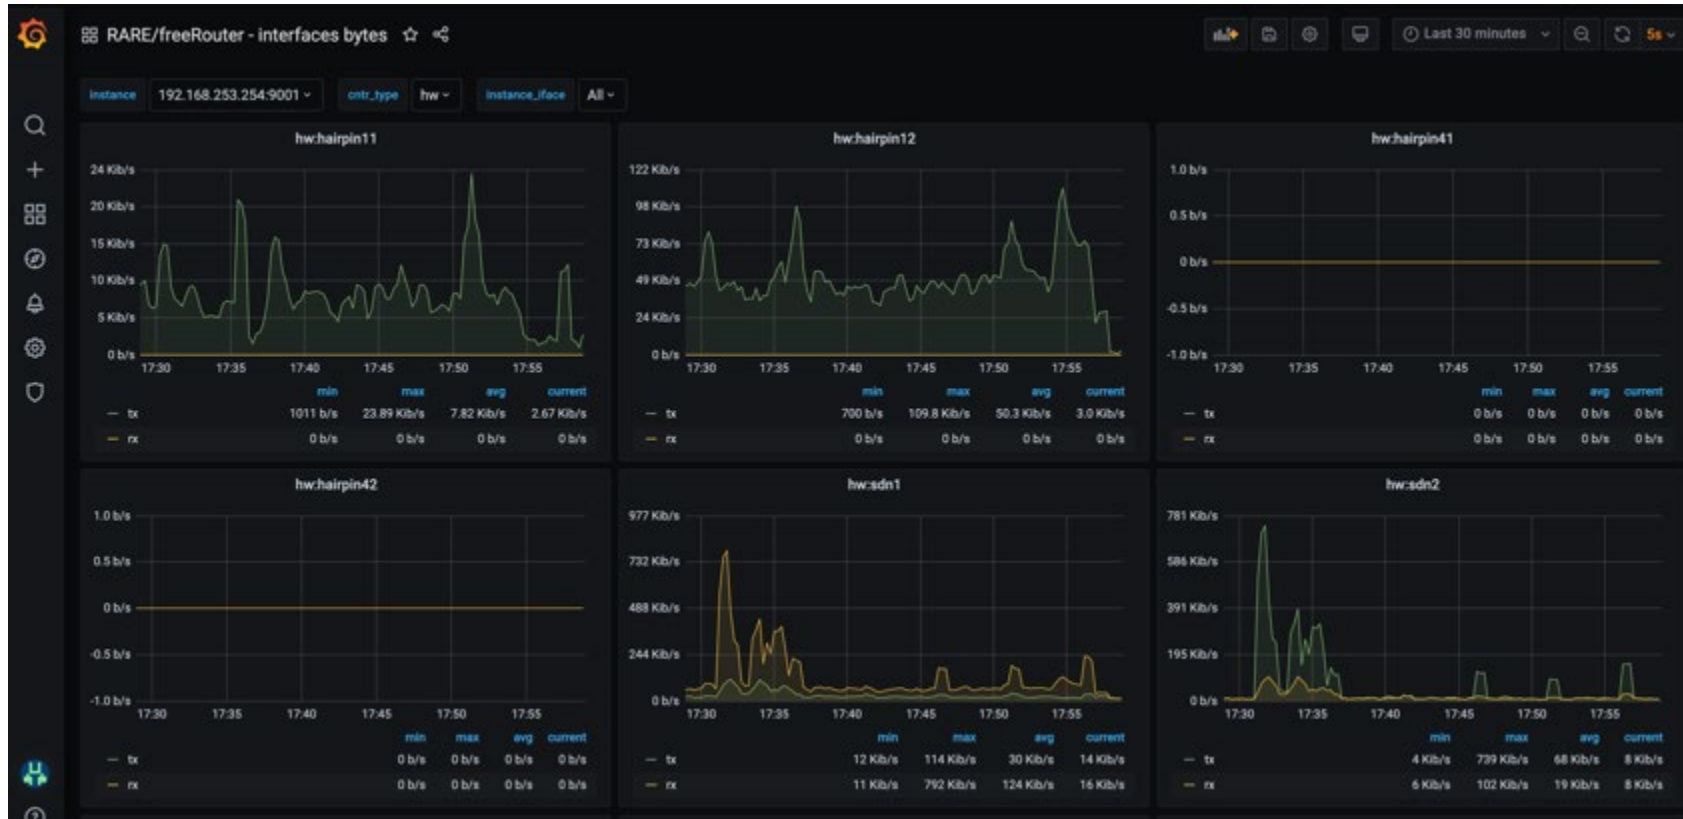 RARE/freeRouter - interfaces bytes
Last 30 minutes
5s
instance 192.168.253.254:9001 cntr_type hw instance_iface All
hw:hairpin11
24 Kib/s
20 Kib/s
15 Kib/s
10 Kib/s
5 Kib/s
0 b/s
17:30 17:35 17:40 17:45 17:50 17:55
min max avg current
tx 1011 b/s 23.89 Kib/s 7.82 Kib/s 2.67 Kib/s
rx 0 b/s 0 b/s 0 b/s 0 b/s
hw:hairpin12
122 Kib/s
98 Kib/s
73 Kib/s
49 Kib/s
24 Kib/s
0 b/s
17:30 17:35 17:40 17:45 17:50 17:55
min max avg current
tx 700 b/s 109.8 Kib/s 50.3 Kib/s 3.0 Kib/s
rx 0 b/s 0 b/s 0 b/s 0 b/s
hw:hairpin41
1.0 b/s
0.5 b/s
0 b/s
-0.5 b/s
-1.0 b/s
17:30 17:35 17:40 17:45 17:50 17:55
min max avg current
tx 0 b/s 0 b/s 0 b/s 0 b/s
rx 0 b/s 0 b/s 0 b/s 0 b/s
hw:hairpin42
1.0 b/s
0.5 b/s
0 b/s
-0.5 b/s
-1.0 b/s
17:30 17:35 17:40 17:45 17:50 17:55
min max avg current
tx 0 b/s 0 b/s 0 b/s 0 b/s
rx 0 b/s 0 b/s 0 b/s 0 b/s
hw:sdn1
977 Kib/s
732 Kib/s
488 Kib/s
244 Kib/s
0 b/s
17:30 17:35 17:40 17:45 17:50 17:55
min max avg current
tx 12 Kib/s 114 Kib/s 30 Kib/s 14 Kib/s
rx 11 Kib/s 792 Kib/s 124 Kib/s 16 Kib/s
hw:sdn2
781 Kib/s
586 Kib/s
391 Kib/s
195 Kib/s
0 b/s
17:30 17:35 17:40 17:45 17:50 17:55
min max avg current
tx 4 Kib/s 739 Kib/s 68 Kib/s 8 Kib/s
rx 6 Kib/s 102 Kib/s 19 Kib/s 8 Kib/s